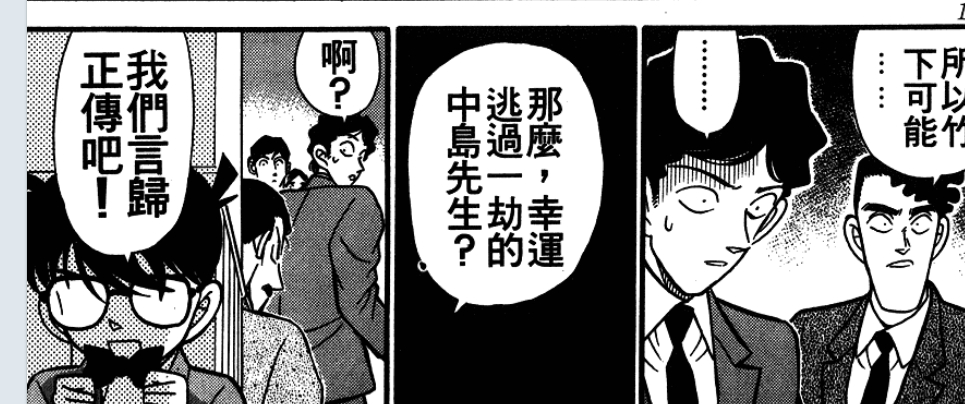 所以竹
下可能
……
……
那麼，幸運
逃過一劫的
中島先生？
啊？
我們言歸
正傳吧！